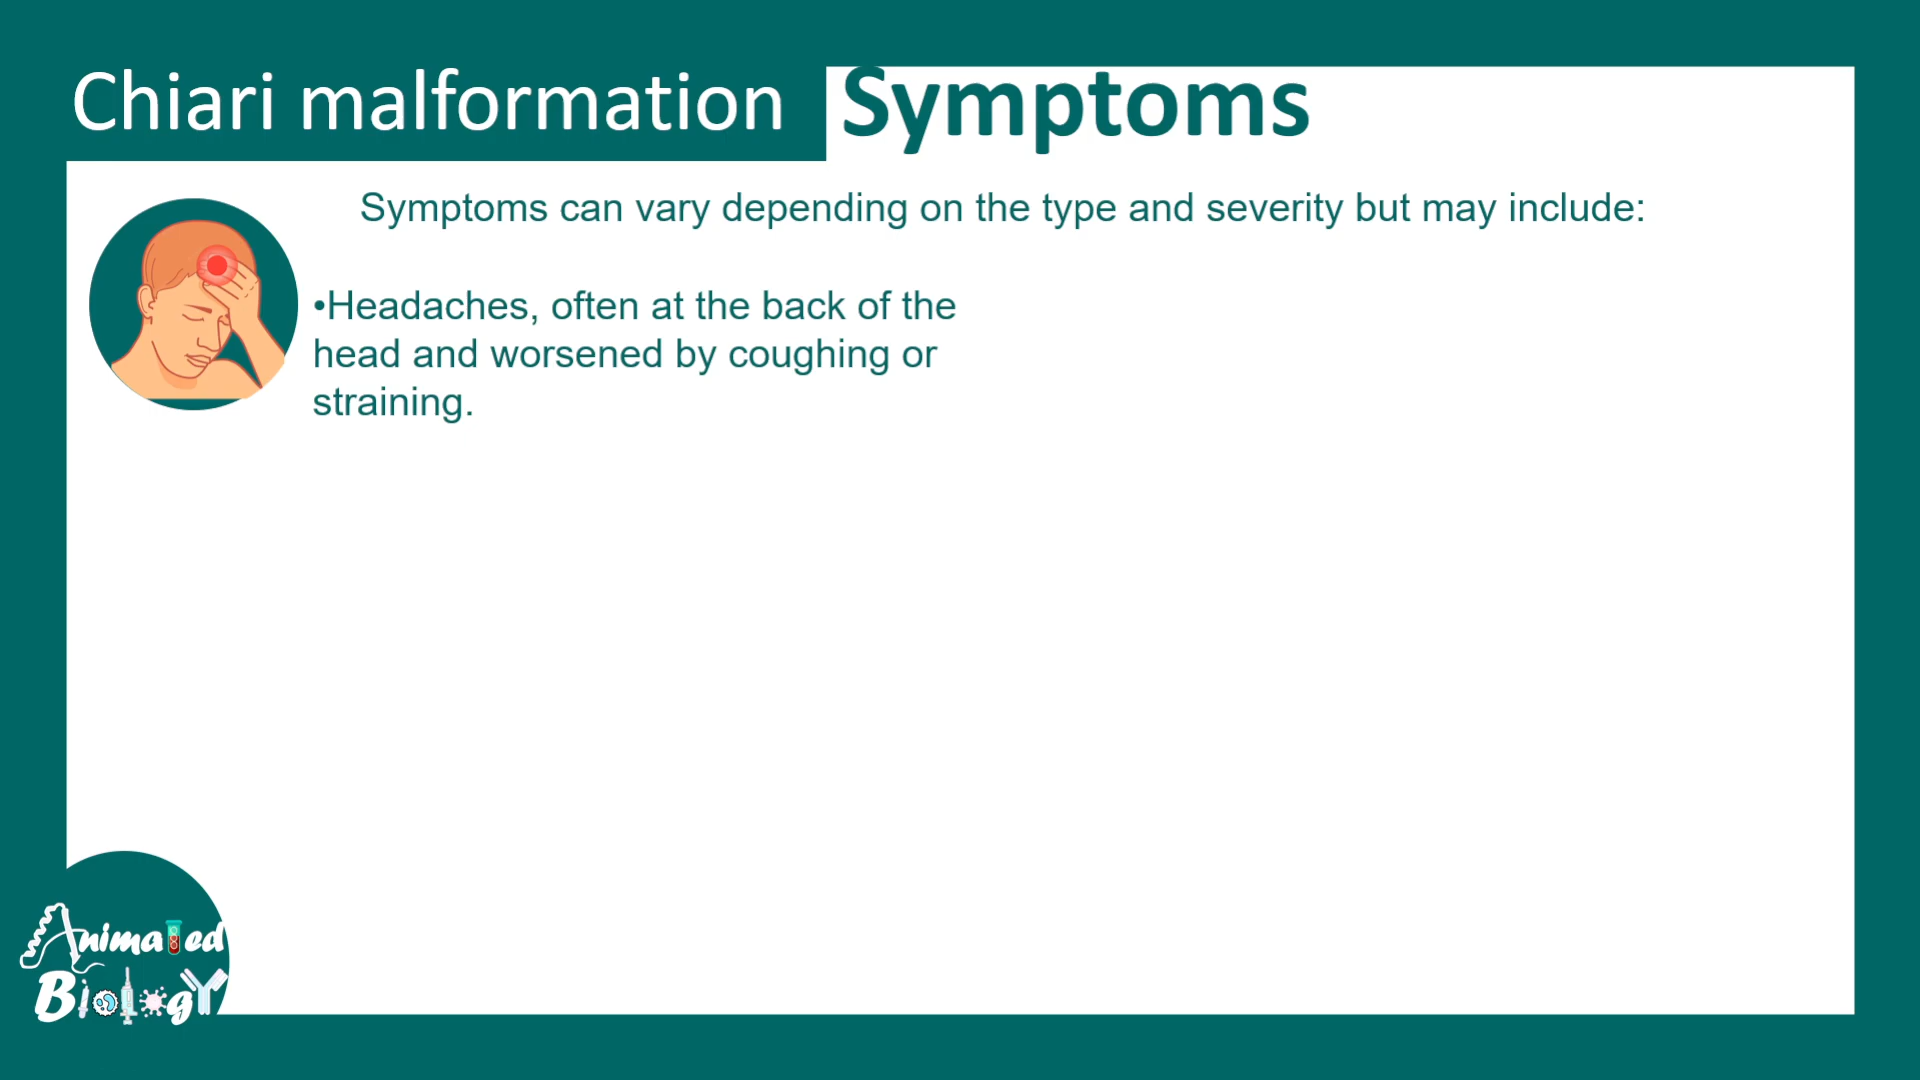 Chiari malformation Symptoms
Symptoms can vary depending on the type and severity but may include:
•Headaches, often at the back of the
head and worsened by coughing or
straining.
Animated
Biology